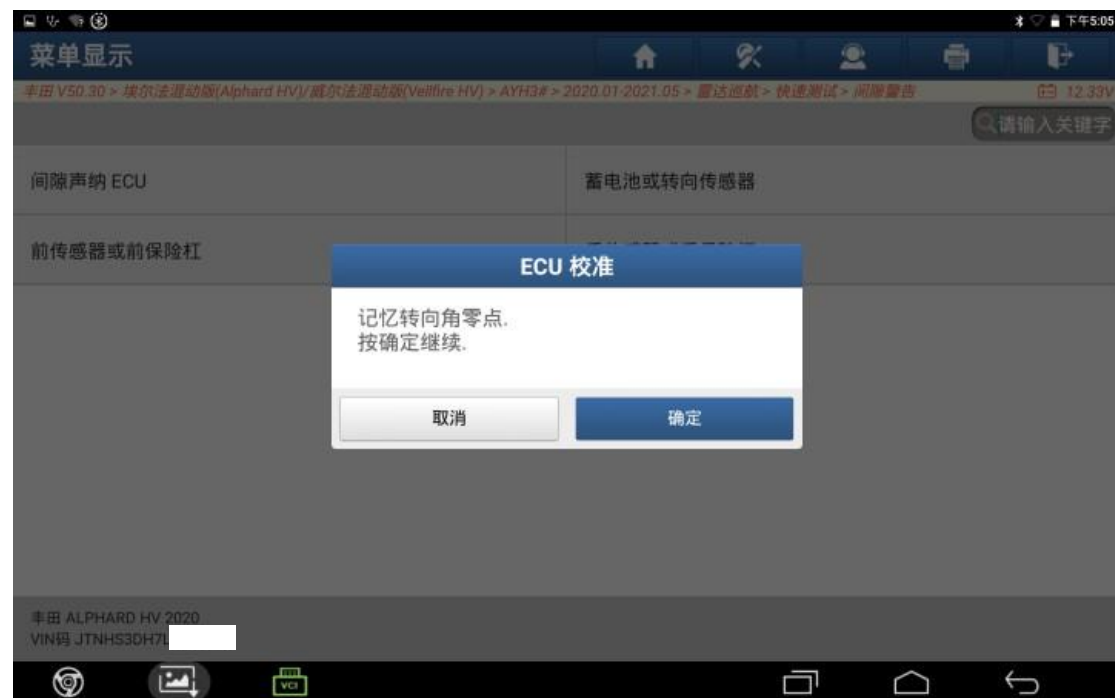 下午5:05
菜单显示
丰田 V50.30 > 埃尔法混动版(Alphard HV)/威尔法混动版(Vellfire HV) > AYH3# > 2020.01-2021.05 > 雷达巡航 > 快速测试 > 间隙警告 12.33V
请输入关键字
间隙声纳 ECU 蓄电池或转向传感器
前传感器或前保险杠
ECU 校准
记忆转向角零点.
按确定继续.
取消 确定
丰田 ALPHARD HV 2020
VIN码 JTNHS3DH7L
VCI